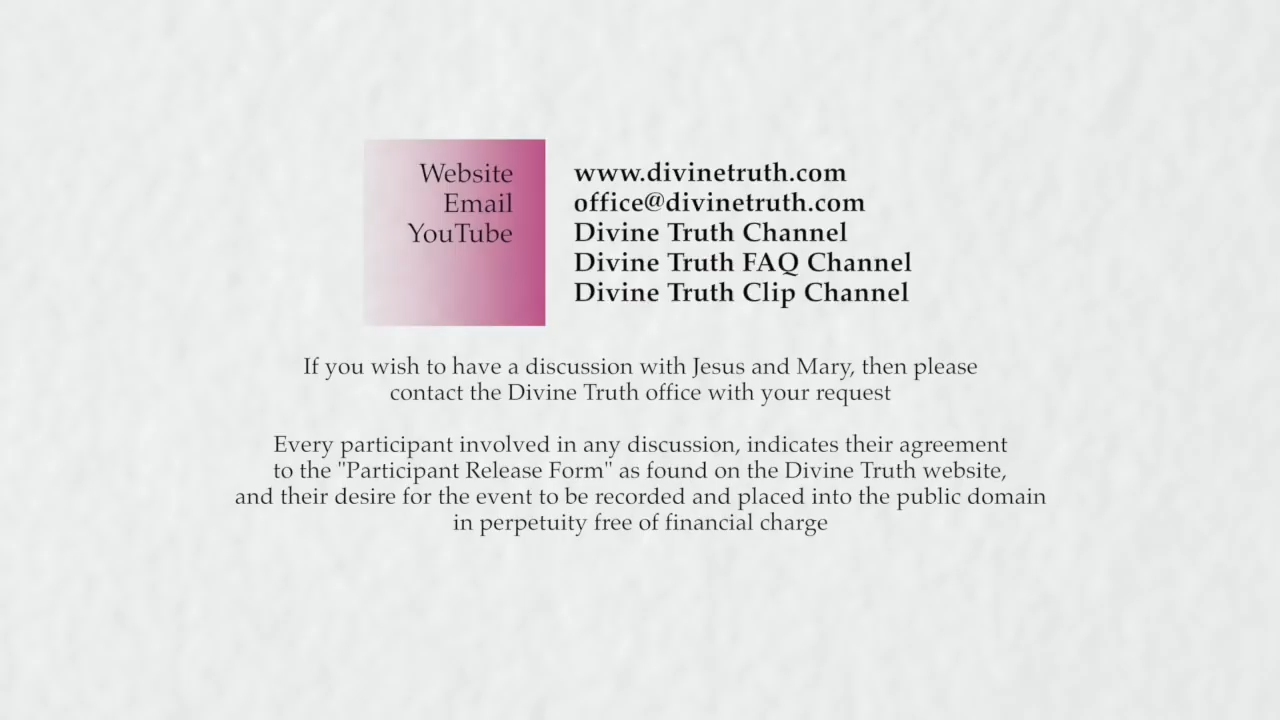 Website www.divinetruth.com
Email office@divinetruth.com
YouTube Divine Truth Channel
Divine Truth FAQ Channel
Divine Truth Clip Channel
If you wish to have a discussion with Jesus and Mary, then please
contact the Divine Truth office with your request
Every participant involved in any discussion, indicates their agreement
to the "Participant Release Form" as found on the Divine Truth website,
and their desire for the event to be recorded and placed into the public domain
in perpetuity free of financial charge